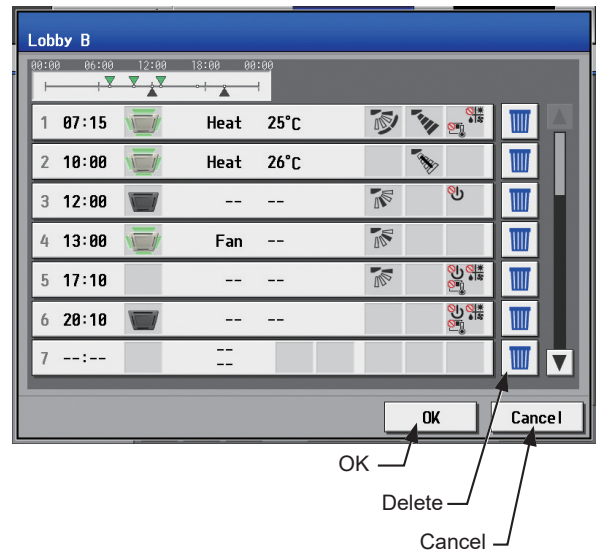 Lobby B
00:00 06:00 12:00 18:00 00:00
1 07:15 Heat 25°C
2 10:00 Heat 26°C
3 12:00 -- --
4 13:00 Fan --
5 17:10 -- --
6 20:10 -- --
7 --:-- --
--
OK Cancel
OK
Delete
Cancel